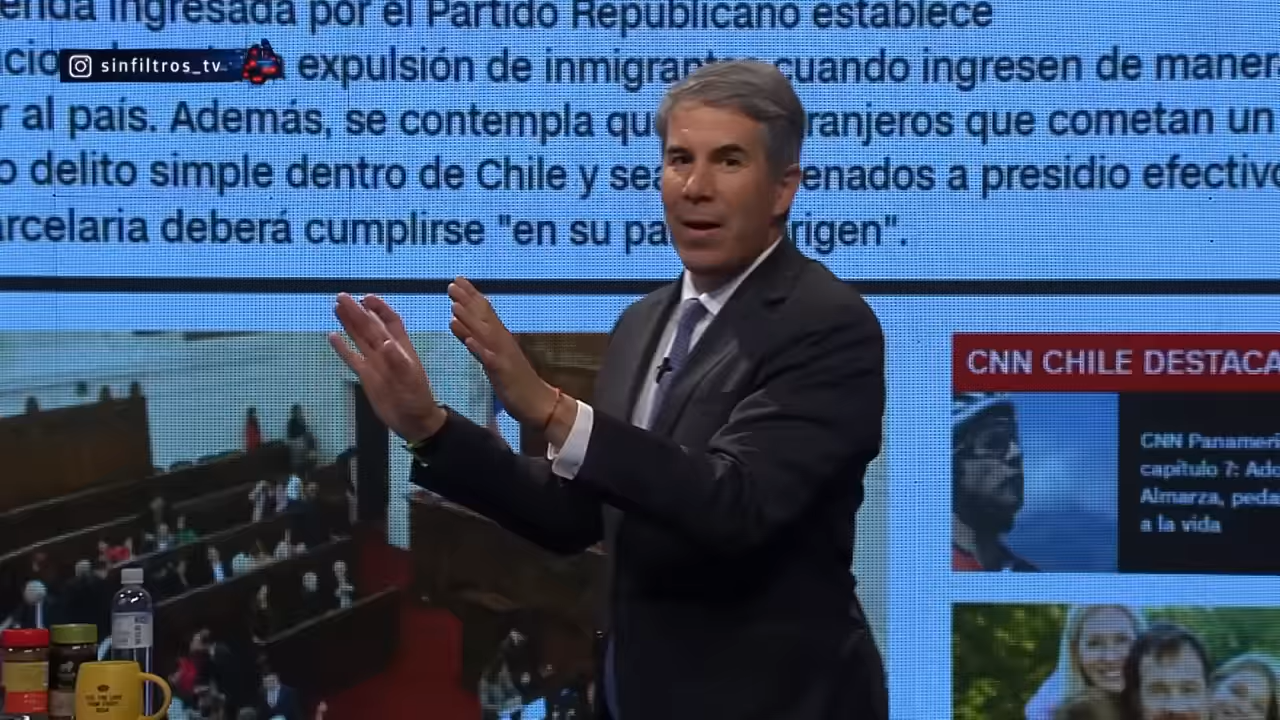 enda ingresada por el Partido Republicano establece
sinfiltros_tv
expulsión de inmigran cuando ingresen de maner
r al país. Además, se contempla qu ranjeros que cometan un
o delito simple dentro de Chile y sea enados a presidio efectivo
arcelaria deberá cumplirse "en su pa rigen".
CNN CHILE DESTACA
CNN Panameri
capítulo 7: Ado
Almarza, peda
a la vida